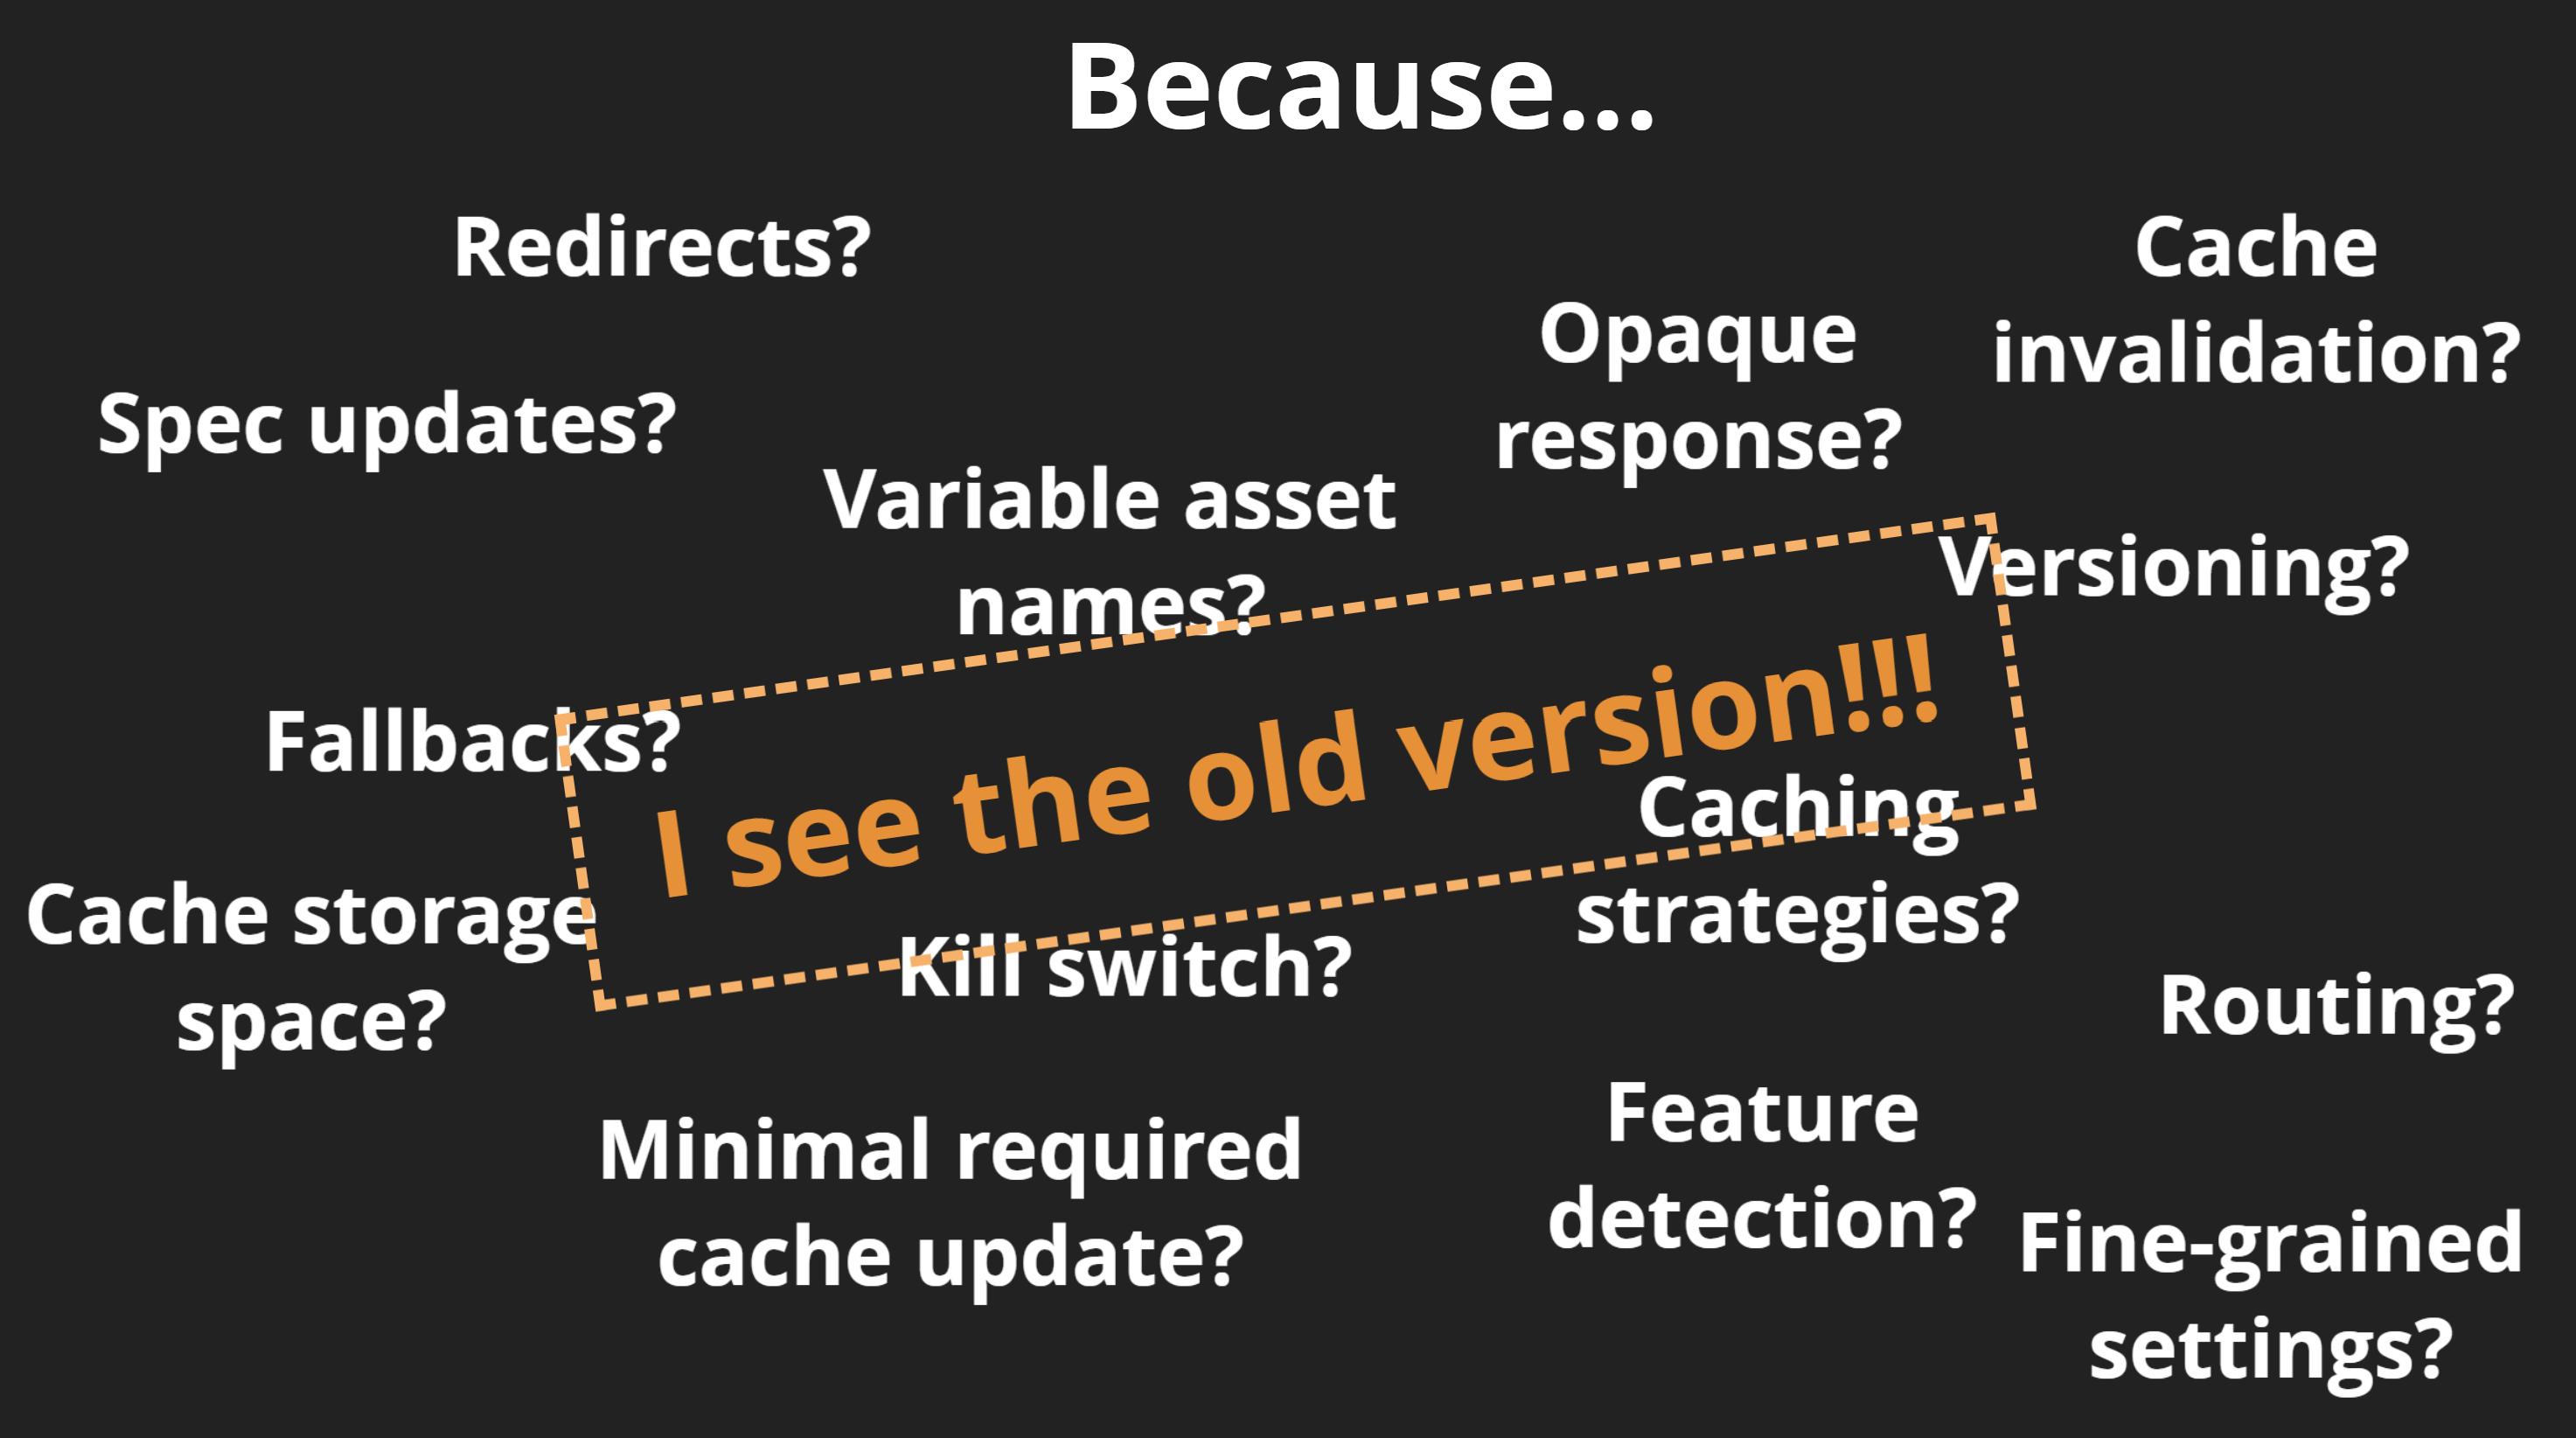 Because...
Redirects?
Cache
invalidation?
Opaque
response?
Spec updates?
Variable asset
names?
Versioning?
I see the old version!!!
Fallbacks?
Caching
strategies?
Cache storage
space?
Kill switch?
Routing?
Feature
detection?
Minimal required
cache update?
Fine-grained
settings?